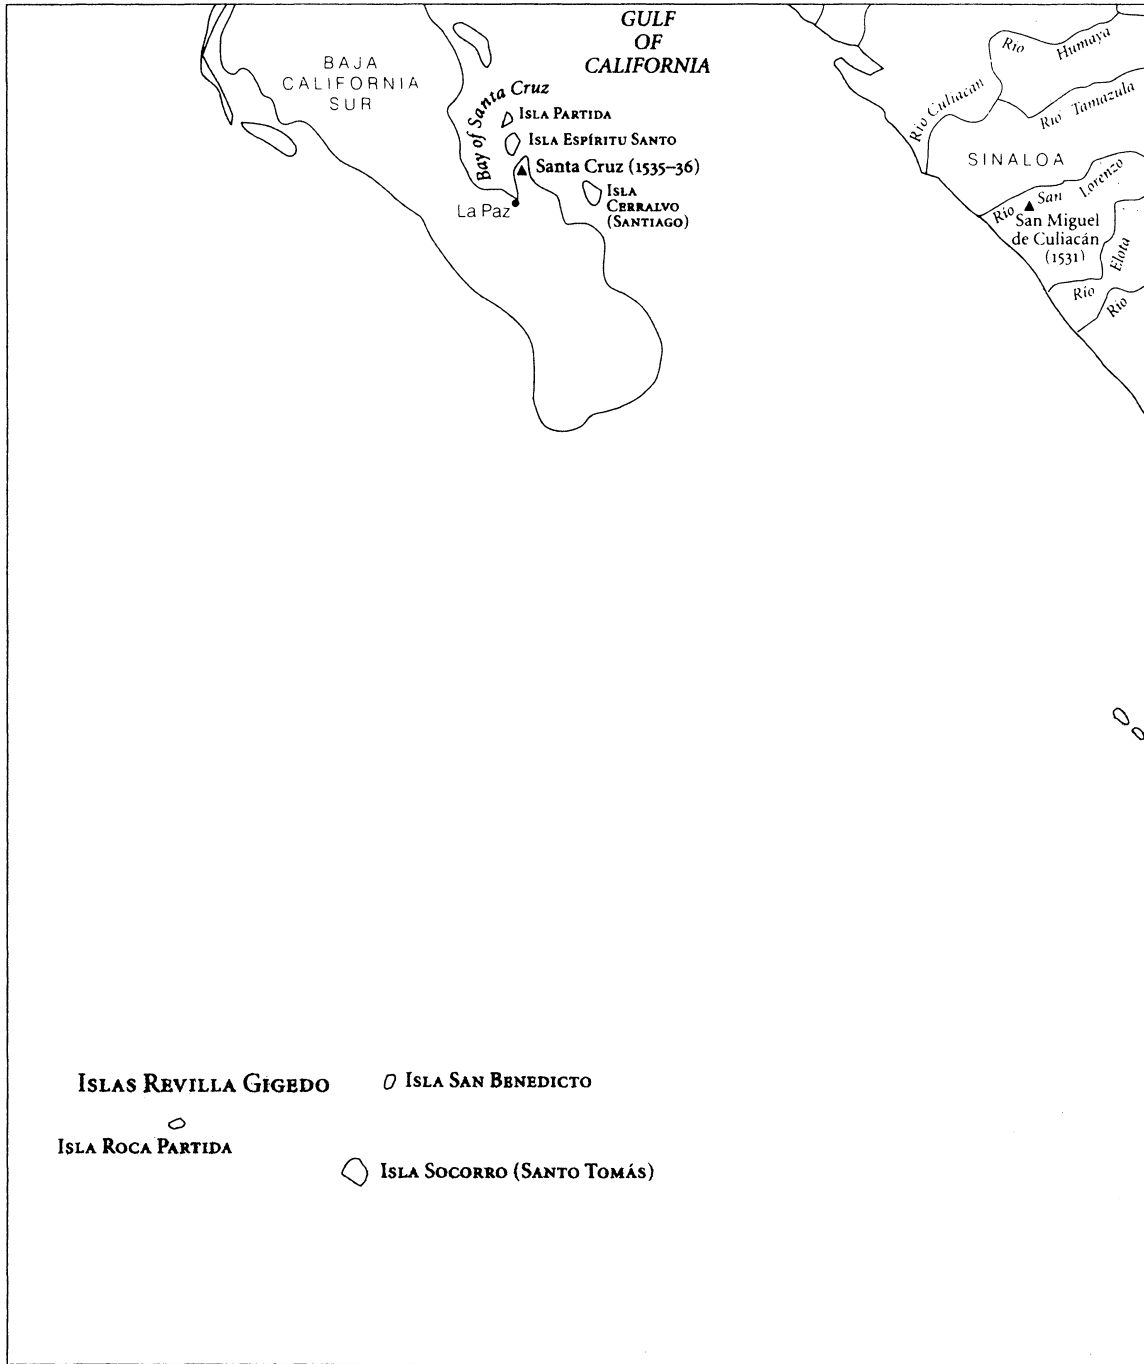 GULF
OF
CALIFORNIA
BAJA
CALIFORNIA
SUR
Bay of Santa Cruz
ISLA PARTIDA
ISLA ESPÍRITU SANTO
Santa Cruz (1535–36)
ISLA
CERRALVO
(SANTIAGO)
La Paz
Río Humaya
Río Culiacán
Río Tamazula
SINALOA
Río San Lorenzo
San Miguel
de Culiacán
(1531)
Río Elota
Río
ISLAS REVILLA GIGEDO
ISLA SAN BENEDICTO
ISLA ROCA PARTIDA
ISLA SOCORRO (SANTO TOMÁS)